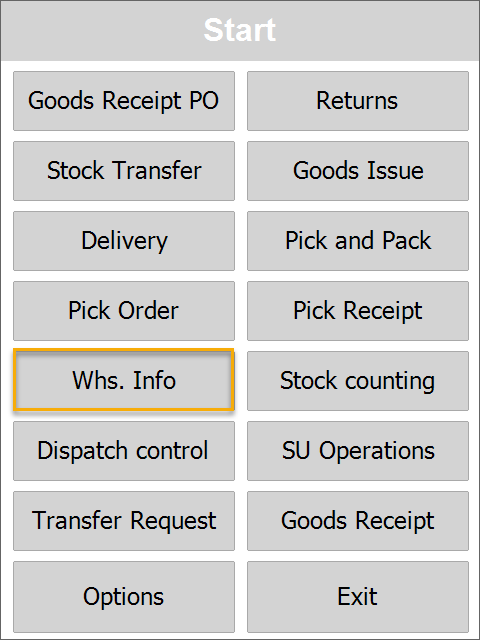 Start
Goods Receipt PO
Returns
Stock Transfer
Goods Issue
Delivery
Pick and Pack
Pick Order
Pick Receipt
Whs. Info
Stock counting
Dispatch control
SU Operations
Transfer Request
Goods Receipt
Options
Exit